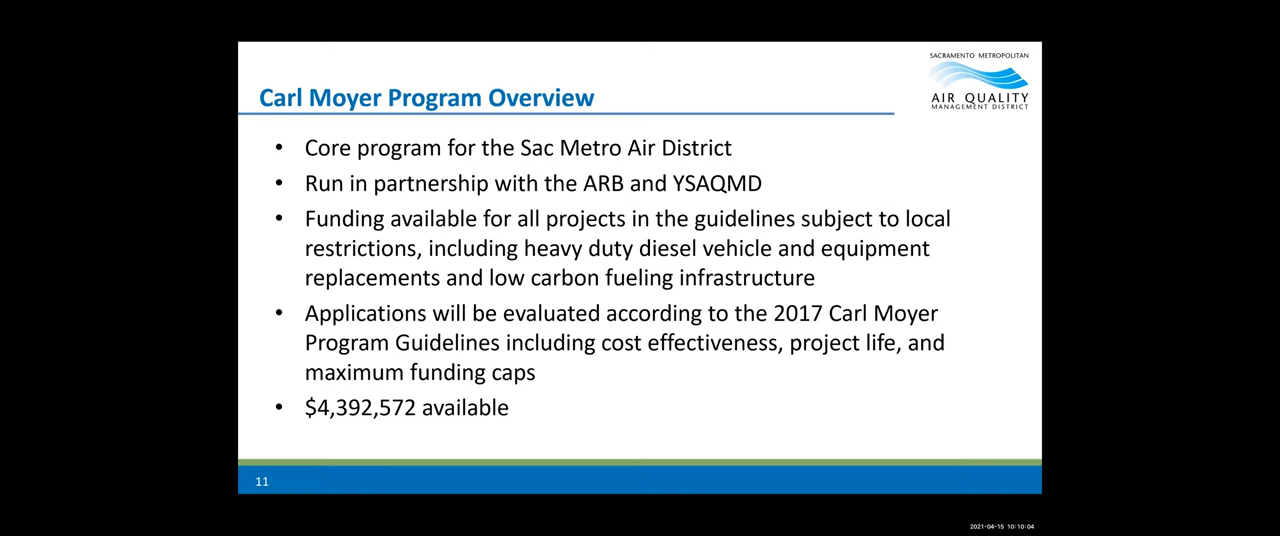 SACRAMENTO METROPOLITAN
AIR QUALITY
MANAGEMENT DISTRICT
Carl Moyer Program Overview
• Core program for the Sac Metro Air District
• Run in partnership with the ARB and YSAQMD
• Funding available for all projects in the guidelines subject to local
restrictions, including heavy duty diesel vehicle and equipment
replacements and low carbon fueling infrastructure
• Applications will be evaluated according to the 2017 Carl Moyer
Program Guidelines including cost effectiveness, project life, and
maximum funding caps
• $4,392,572 available
11
2021-04-15 10:10:04